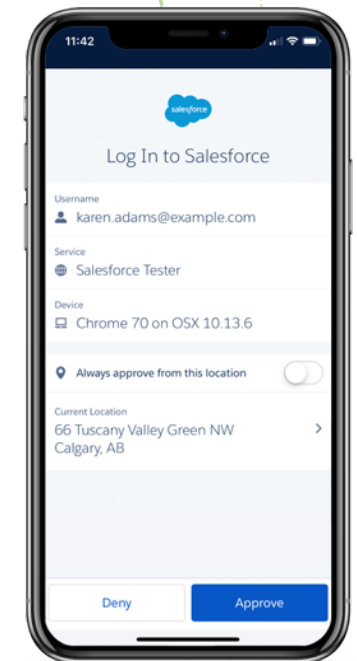 11:42
salesforce
Log In to Salesforce
Username
karen.adams@example.com
Service
Salesforce Tester
Device
Chrome 70 on OSX 10.13.6
Always approve from this location
Current Location
66 Tuscany Valley Green NW
Calgary, AB
Deny
Approve